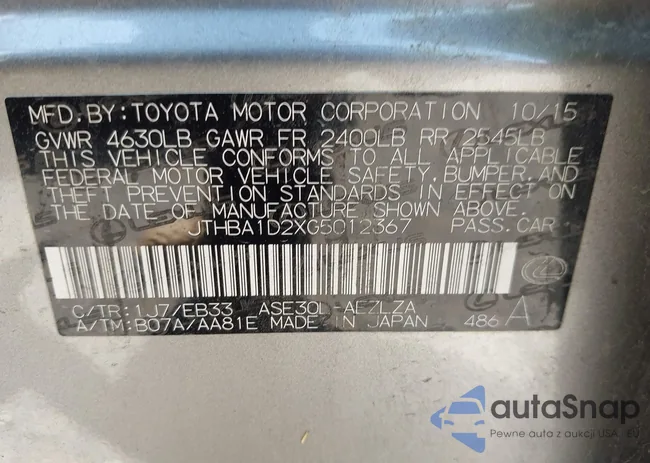 MFD. BY: TOYOTA MOTOR CORPORATION 10/15
GVWR 4630LB GAWR FR 2400LB RR 2545LB
THIS VEHICLE CONFORMS TO ALL APPLICABLE
FEDERAL MOTOR VEHICLE SAFETY, BUMPER, AND
THEFT PREVENTION STANDARDS IN EFFECT ON
THE DATE OF MANUFACTURE SHOWN ABOVE.
JTHBA1D2XG5012367 PASS. CAR
C/TR: 1J7/EB33 ASE30L-AEZLZA
A/TM: B07A/AA81E MADE IN JAPAN 486 A
autaSnap
Pewne auta z aukcji USA, EU